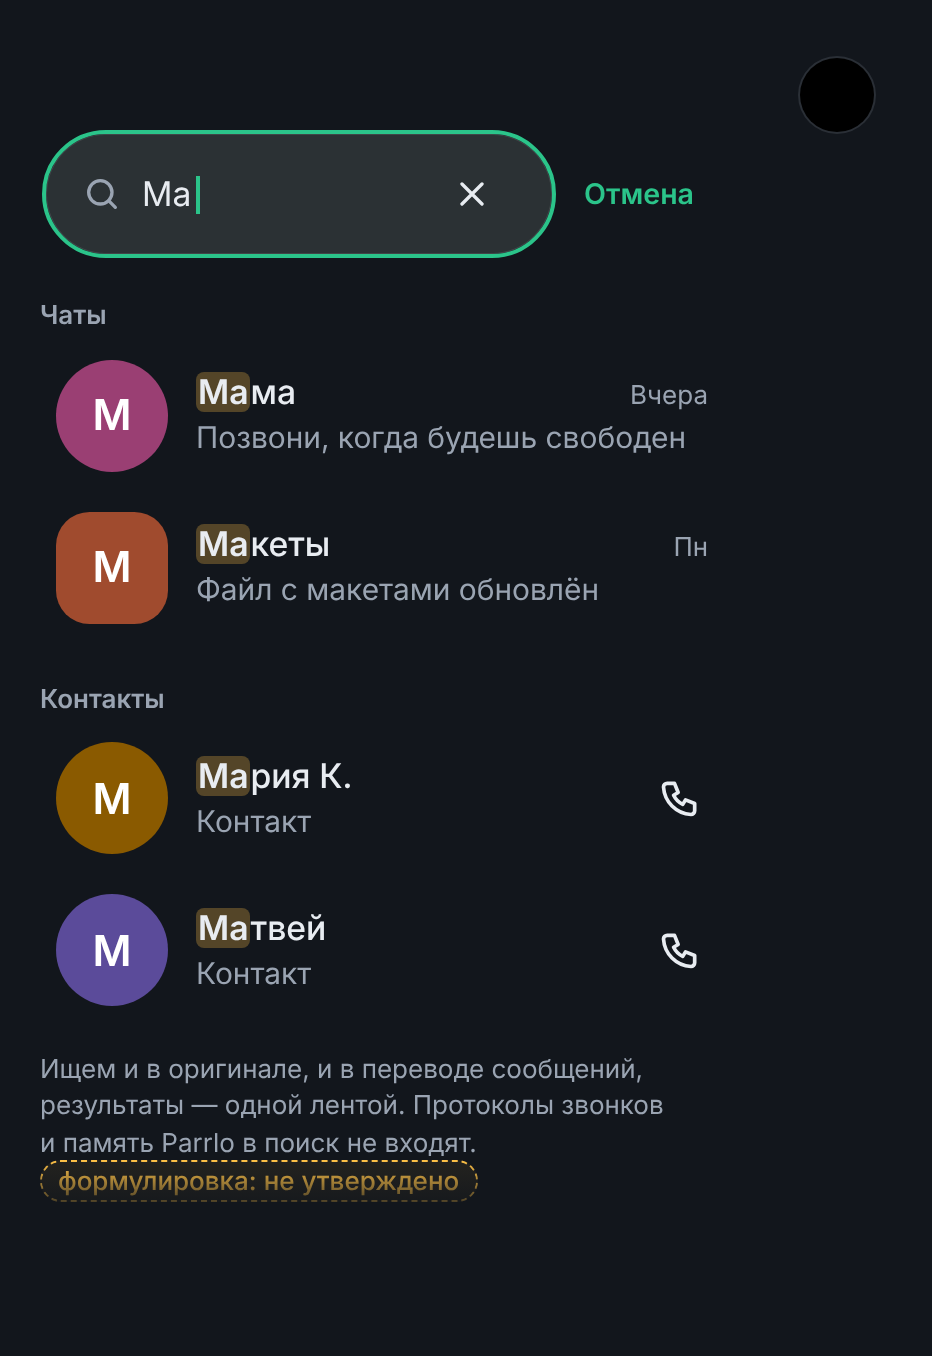 Ма
Отмена
Чаты
М
Мама
Вчера
Позвони, когда будешь свободен
М
Макеты
Пн
Файл с макетами обновлён
Контакты
М
Мария К.
Контакт
М
Матвей
Контакт
Ищем и в оригинале, и в переводе сообщений,
результаты — одной лентой. Протоколы звонков
и память Parrlo в поиск не входят.
формулировка: не утверждено